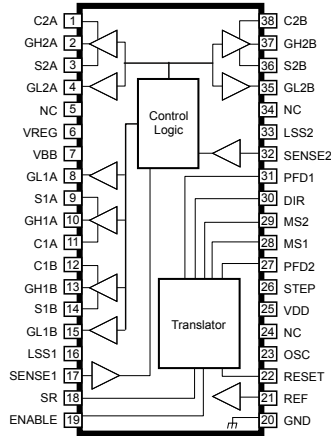 C2A 1
GH2A 2
S2A 3
GL2A 4
NC 5
VREG 6
VBB 7
GL1A 8
S1A 9
GH1A 10
C1A 11
C1B 12
GH1B 13
S1B 14
GL1B 15
LSS1 16
SENSE1 17
SR 18
ENABLE 19
Control
Logic
Translator
38 C2B
37 GH2B
36 S2B
35 GL2B
34 NC
33 LSS2
32 SENSE2
31 PFD1
30 DIR
29 MS2
28 MS1
27 PFD2
26 STEP
25 VDD
24 NC
23 OSC
22 RESET
21 REF
20 GND